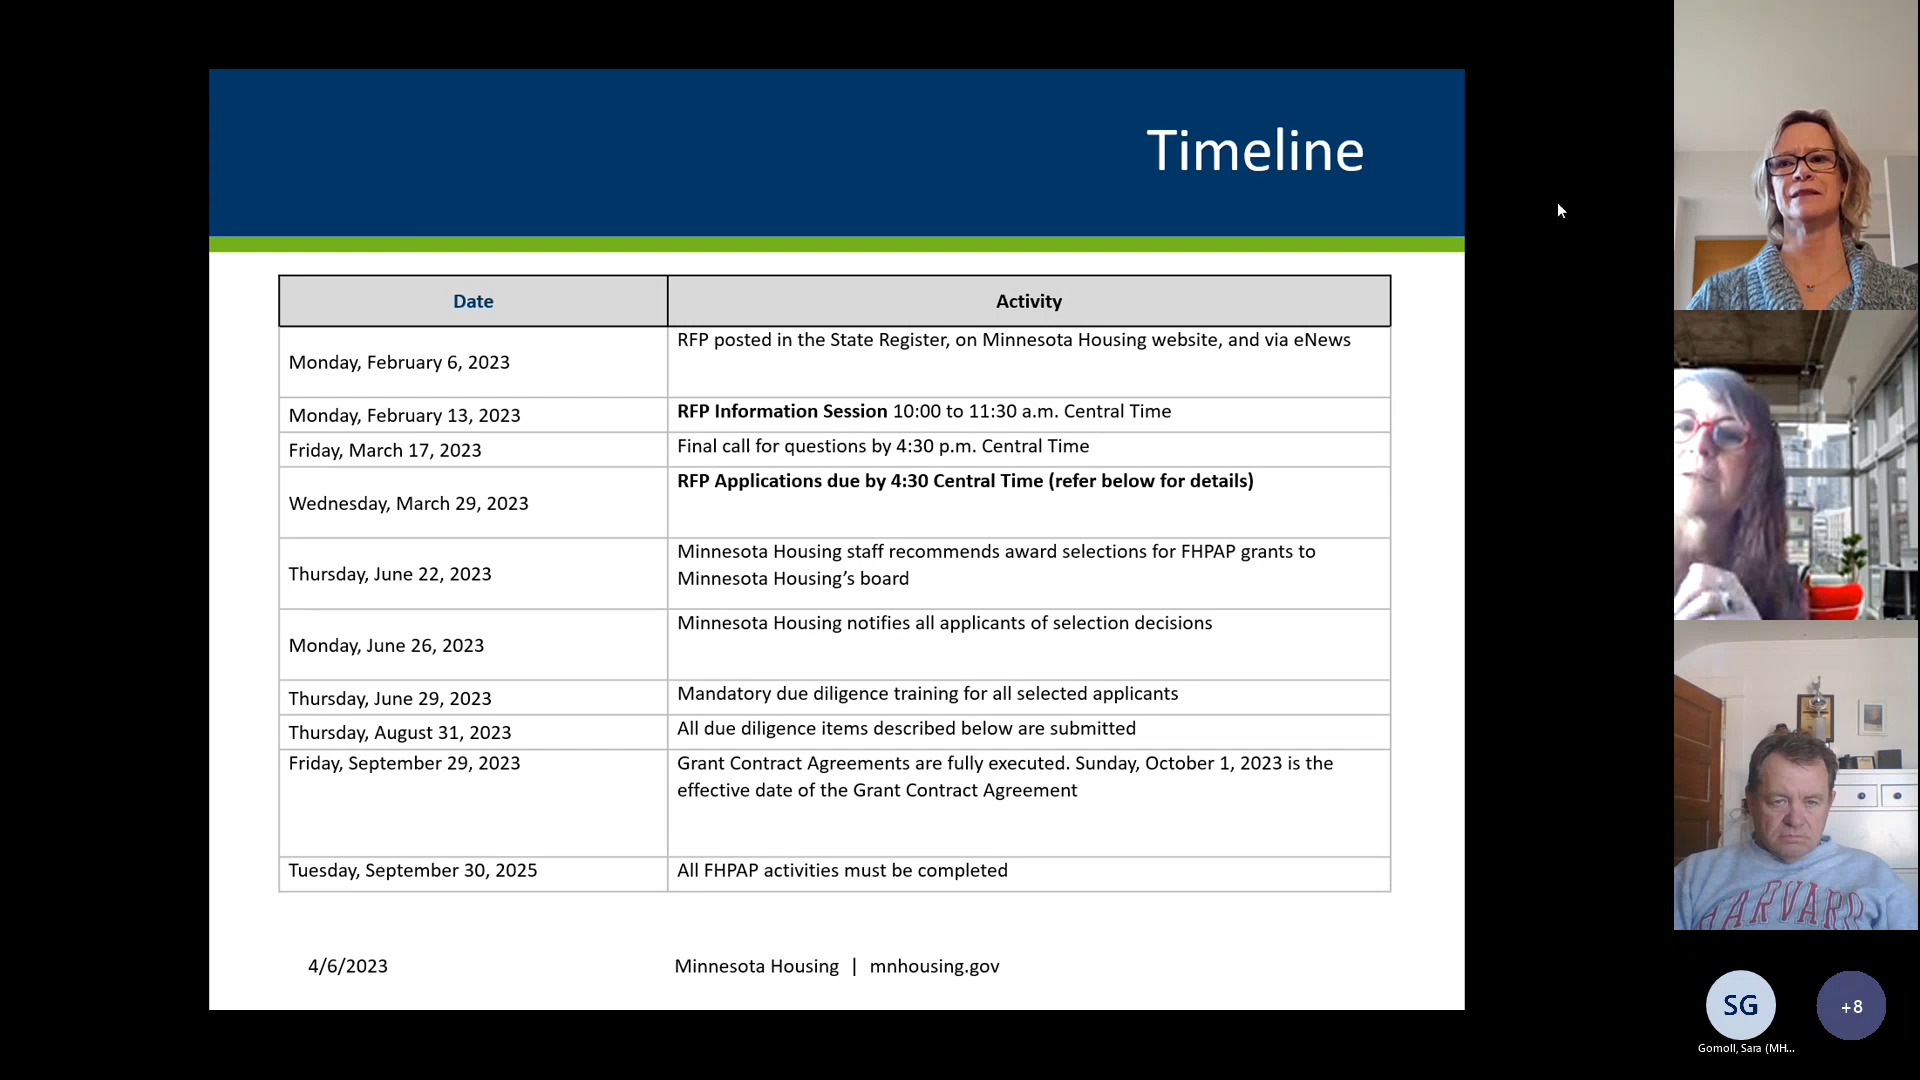 Timeline
Date
Activity
Monday, February 6, 2023
RFP posted in the State Register, on Minnesota Housing website, and via eNews
Monday, February 13, 2023
RFP Information Session 10:00 to 11:30 a.m. Central Time
Friday, March 17, 2023
Final call for questions by 4:30 p.m. Central Time
Wednesday, March 29, 2023
RFP Applications due by 4:30 Central Time (refer below for details)
Thursday, June 22, 2023
Minnesota Housing staff recommends award selections for FHPAP grants to
Minnesota Housing’s board
Monday, June 26, 2023
Minnesota Housing notifies all applicants of selection decisions
Thursday, June 29, 2023
Mandatory due diligence training for all selected applicants
Thursday, August 31, 2023
All due diligence items described below are submitted
Friday, September 29, 2023
Grant Contract Agreements are fully executed. Sunday, October 1, 2023 is the
effective date of the Grant Contract Agreement
Tuesday, September 30, 2025
All FHPAP activities must be completed
4/6/2023
Minnesota Housing | mnhousing.gov
HARVARD
SG
+8
Gomoll, Sara (MH...